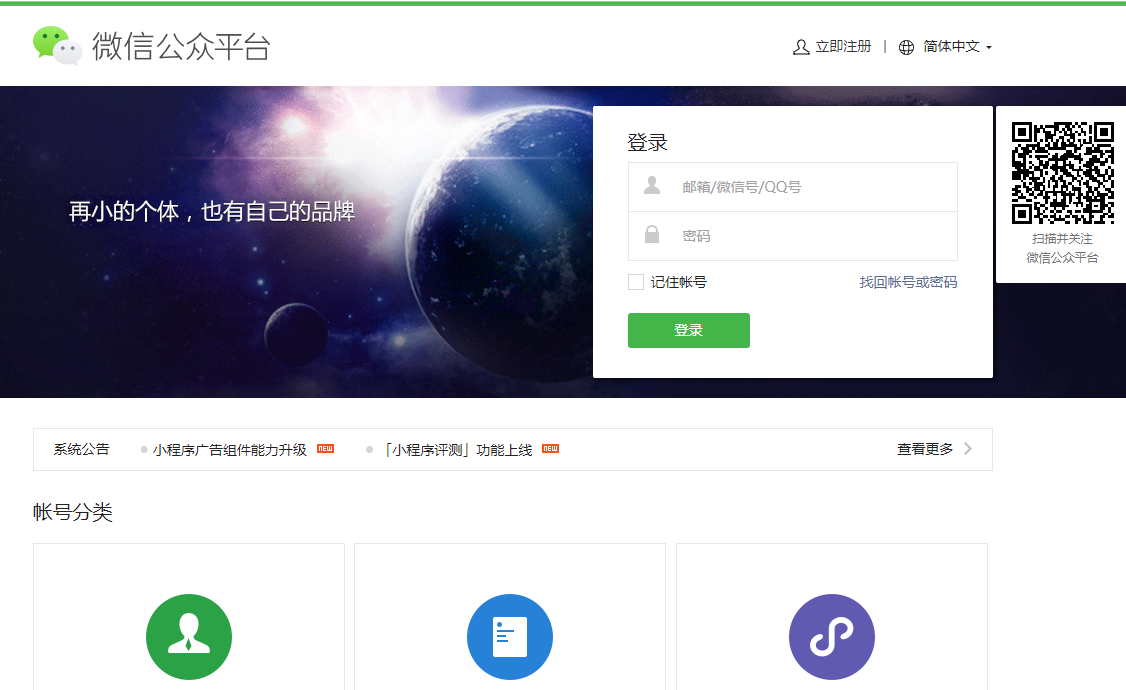 微信公众平台
立即注册 | 简体中文
再小的个体，也有自己的品牌
登录
邮箱/微信号/QQ号
密码
记住帐号
找回帐号或密码
登录
扫描并关注
微信公众平台
系统公告
小程序广告组件能力升级 NEW
「小程序评测」功能上线 NEW
查看更多
帐号分类